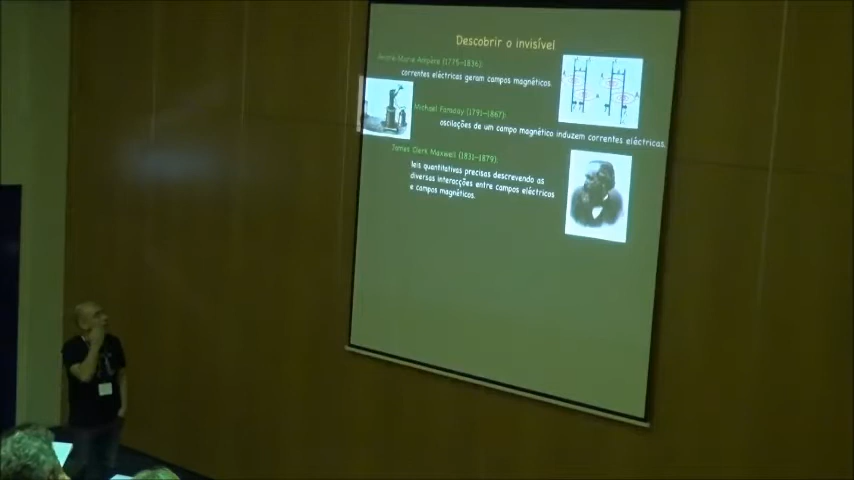 Descobrir o invisível
André-Marie Ampère (1775-1836):
correntes eléctricas geram campos magnéticos.
Michael Faraday (1791-1867):
oscilações de um campo magnético induzem correntes eléctricas.
James Clerk Maxwell (1831-1879):
leis quantitativas precisas descrevendo as
diversas interacções entre campos eléctricos
e campos magnéticos.